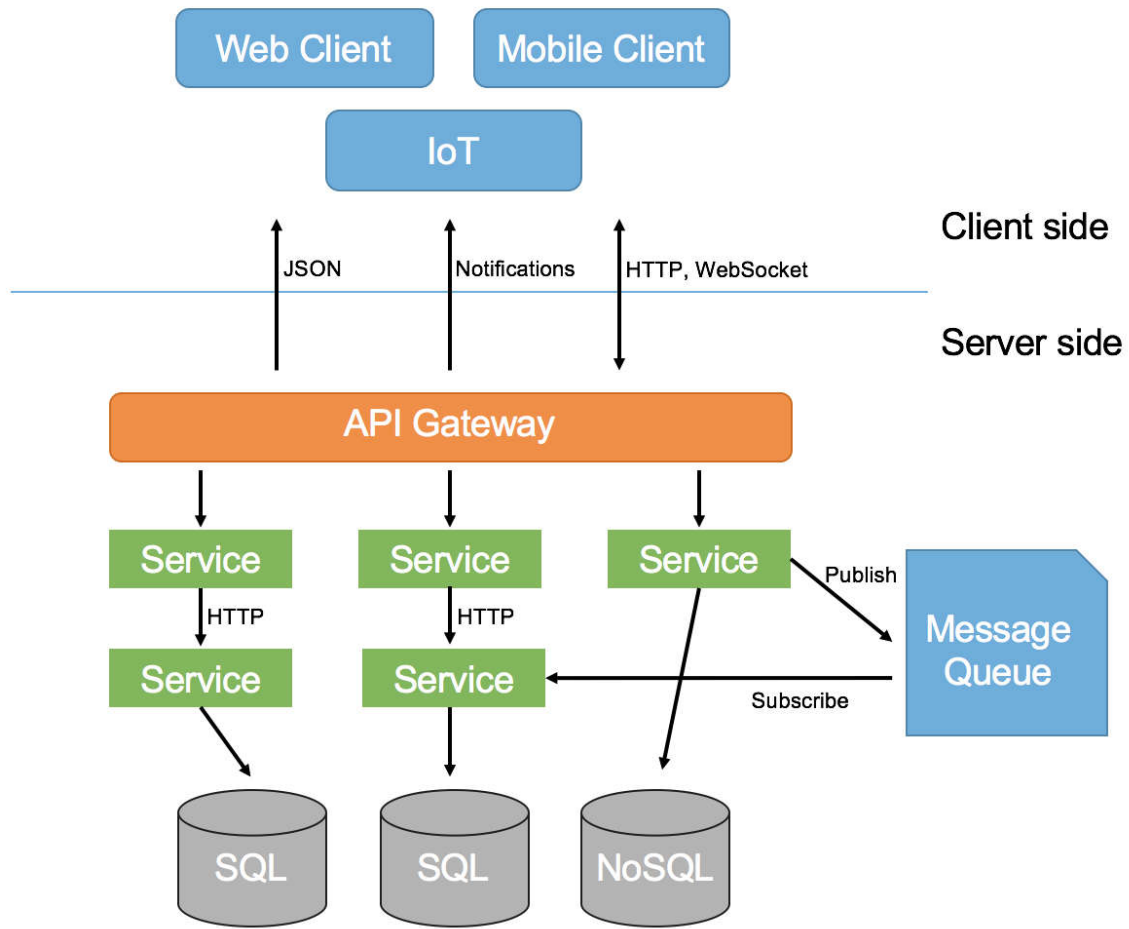 Web Client
Mobile Client
IoT
Client side
JSON
Notifications
HTTP, WebSocket
Server side
API Gateway
Service
Service
Service
Publish
HTTP
HTTP
Message
Queue
Service
Service
Subscribe
SQL
SQL
NoSQL